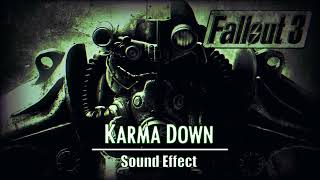 Fallout 3
KARMA DOWN
Sound Effect